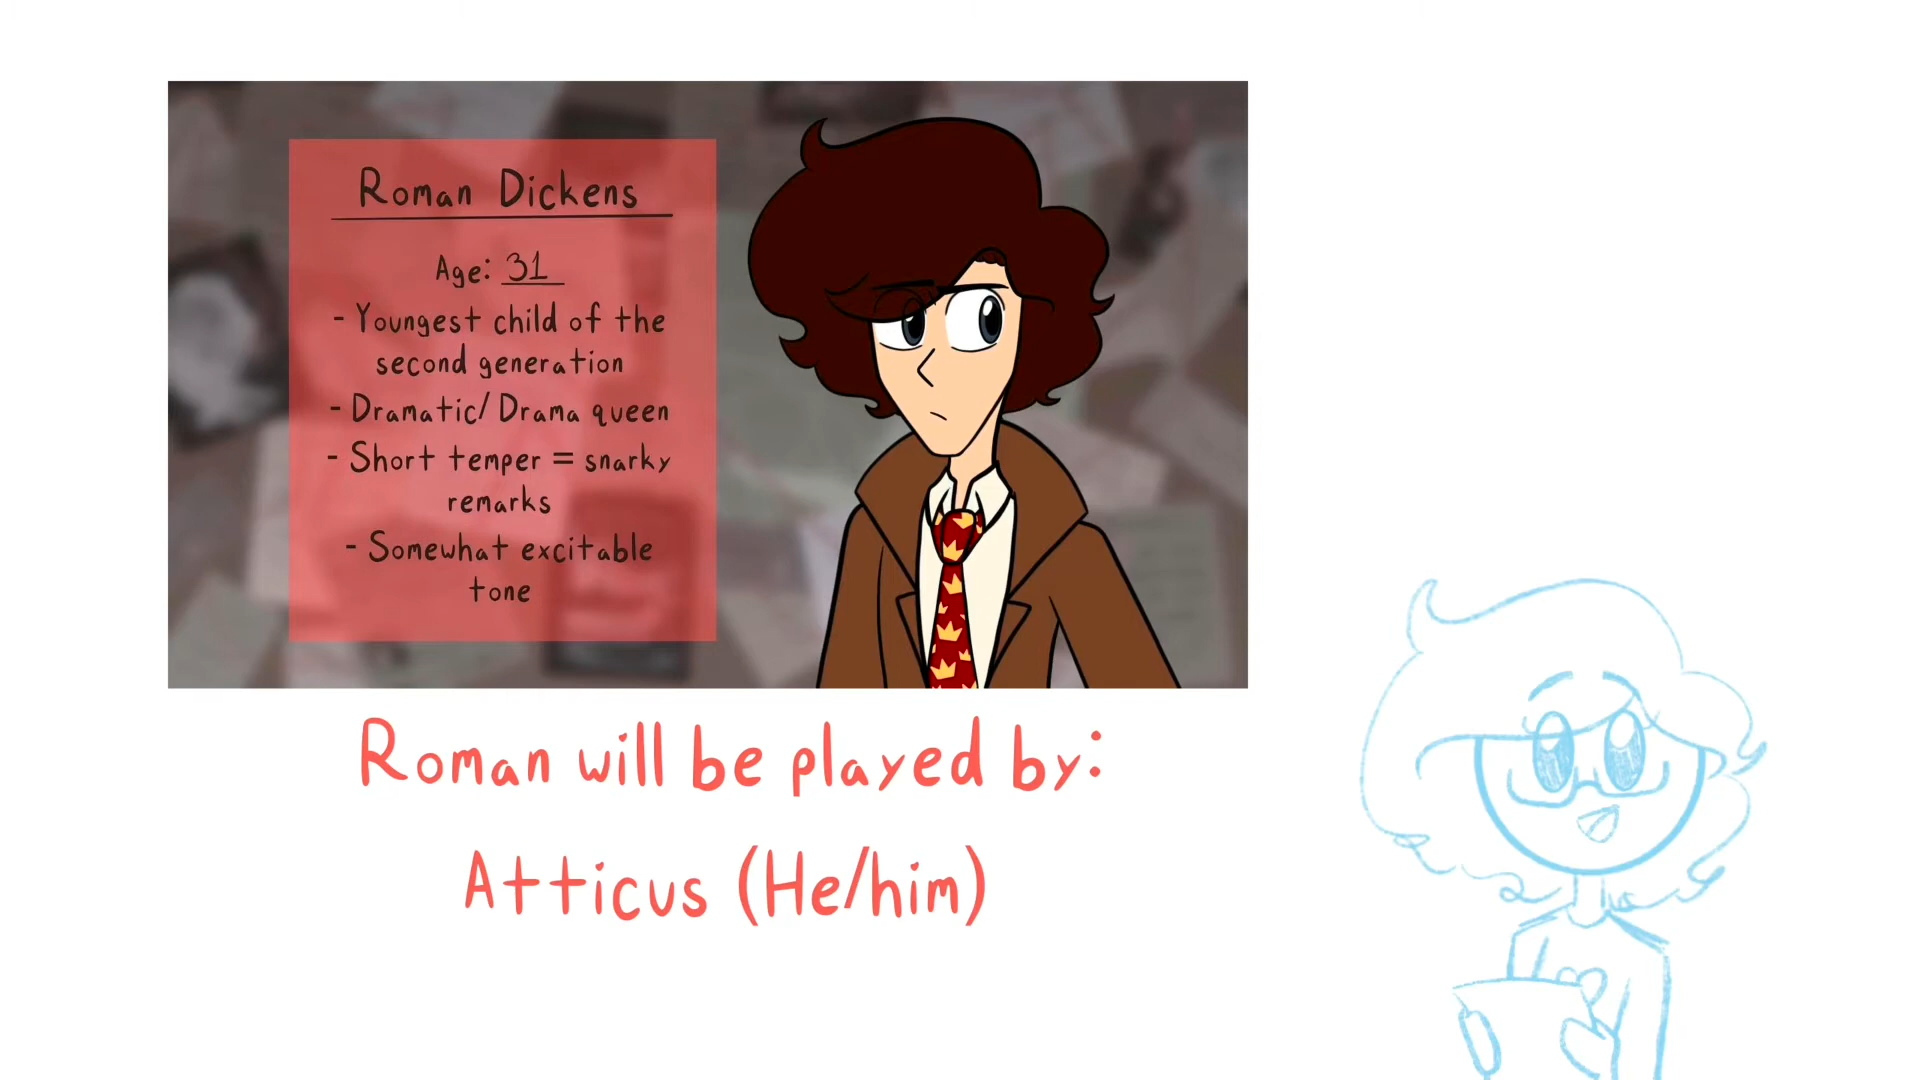 Roman Dickens
Age: 31
- Youngest child of the
second generation
- Dramatic/Drama queen
- Short temper = snarky
remarks
- Somewhat excitable
tone
Roman will be played by:
Atticus (He/him)